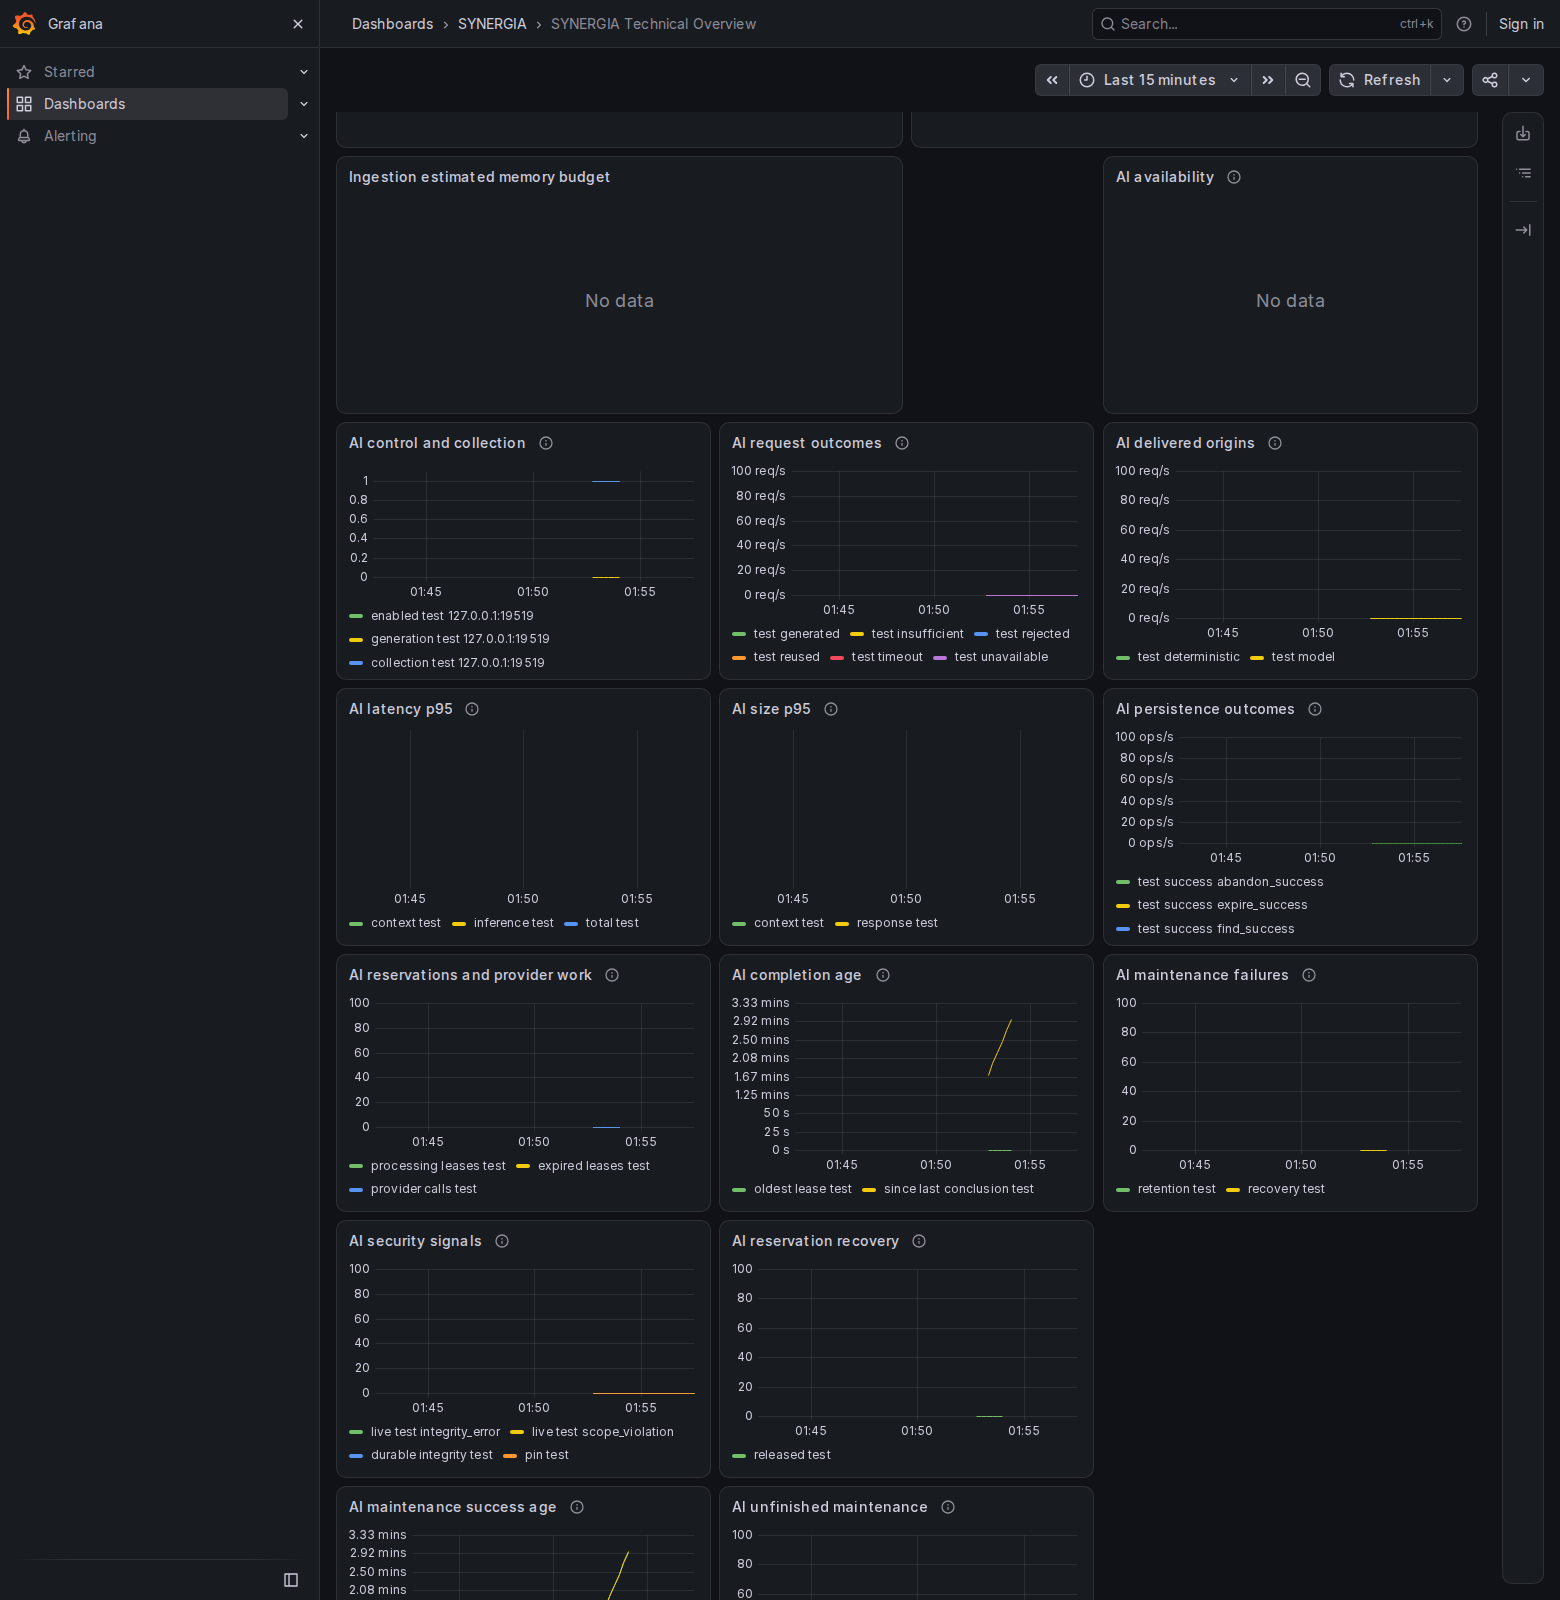 Grafana
Dashboards › SYNERGIA › SYNERGIA Technical Overview
Search...
ctrl+k
Sign in
Starred
Dashboards
Alerting
Last 15 minutes
Refresh
Ingestion estimated memory budget
No data
AI availability
No data
AI control and collection
1
0.8
0.6
0.4
0.2
0
01:45 01:50 01:55
enabled test 127.0.0.1:19519
generation test 127.0.0.1:19519
collection test 127.0.0.1:19519
AI request outcomes
100 req/s
80 req/s
60 req/s
40 req/s
20 req/s
0 req/s
01:45 01:50 01:55
test generated test insufficient test rejected
test reused test timeout test unavailable
AI delivered origins
100 req/s
80 req/s
60 req/s
40 req/s
20 req/s
0 req/s
01:45 01:50 01:55
test deterministic test model
AI latency p95
01:45 01:50 01:55
context test inference test total test
AI size p95
01:45 01:50 01:55
context test response test
AI persistence outcomes
100 ops/s
80 ops/s
60 ops/s
40 ops/s
20 ops/s
0 ops/s
01:45 01:50 01:55
test success abandon_success
test success expire_success
test success find_success
AI reservations and provider work
100
80
60
40
20
0
01:45 01:50 01:55
processing leases test expired leases test
provider calls test
AI completion age
3.33 mins
2.92 mins
2.50 mins
2.08 mins
1.67 mins
1.25 mins
50 s
25 s
0 s
01:45 01:50 01:55
oldest lease test since last conclusion test
AI maintenance failures
100
80
60
40
20
0
01:45 01:50 01:55
retention test recovery test
AI security signals
100
80
60
40
20
0
01:45 01:50 01:55
live test integrity_error live test scope_violation
durable integrity test pin test
AI reservation recovery
100
80
60
40
20
0
01:45 01:50 01:55
released test
AI maintenance success age
3.33 mins
2.92 mins
2.50 mins
2.08 mins
AI unfinished maintenance
100
80
60